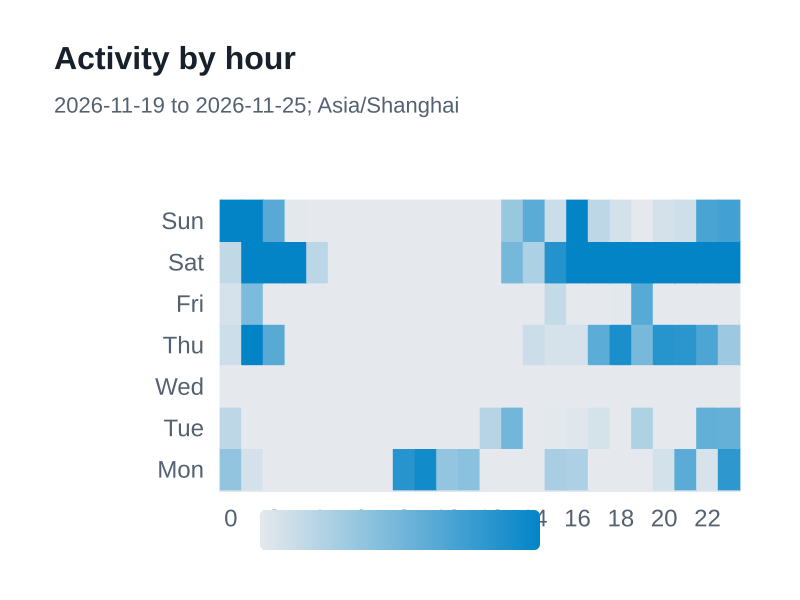 Activity by hour
2026-11-19 to 2026-11-25; Asia/Shanghai
Sun
Sat
Fri
Thu
Wed
Tue
Mon
0 16 18 20 22